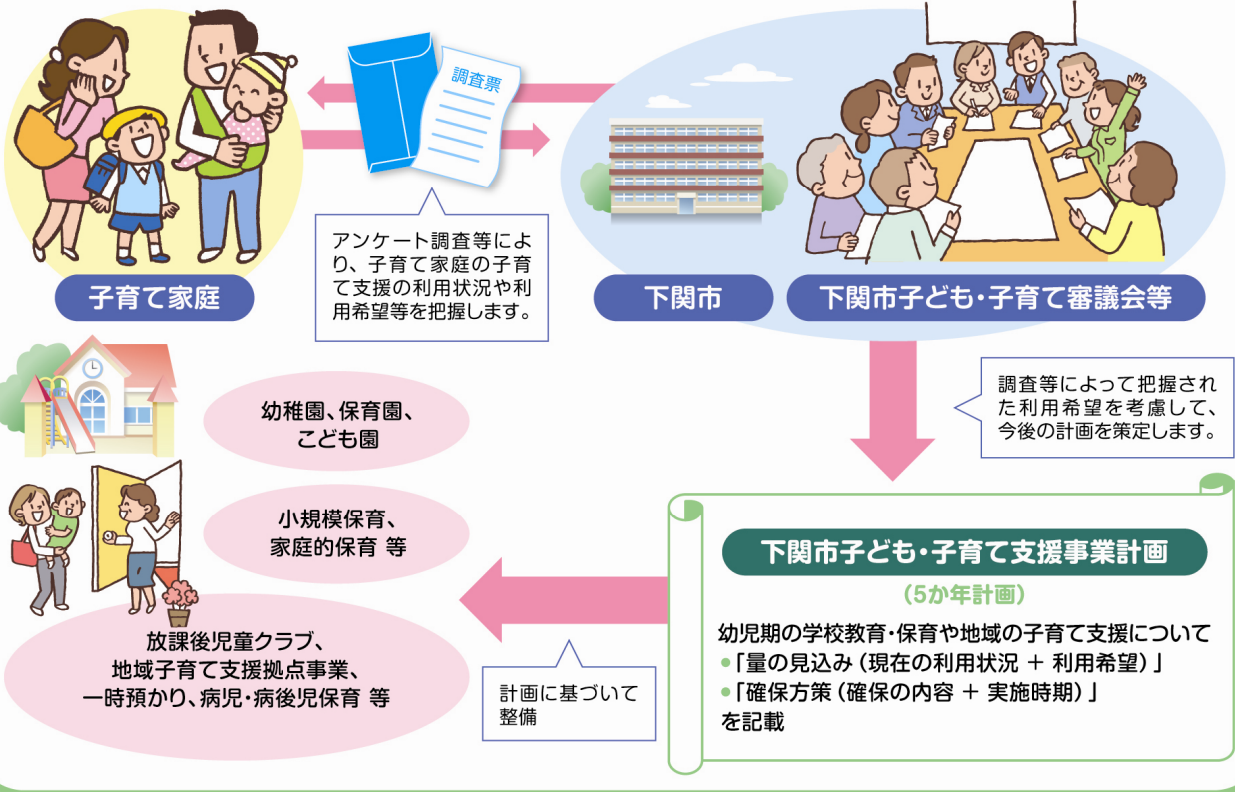 調査票
アンケート調査等によ
り、子育て家庭の子育
て支援の利用状況や利
用希望等を把握します。
子育て家庭
下関市
下関市子ども・子育て審議会等
調査等によって把握され
た利用希望を考慮して、
今後の計画を策定します。
下関市子ども・子育て支援事業計画
(5か年計画)
幼児期の学校教育・保育や地域の子育て支援について
●「量の見込み(現在の利用状況 + 利用希望)」
●「確保方策(確保の内容 + 実施時期)」
を記載
計画に基づいて
整備
幼稚園、保育園、
こども園
小規模保育、
家庭的保育 等
放課後児童クラブ、
地域子育て支援拠点事業、
一時預かり、病児・病後児保育 等